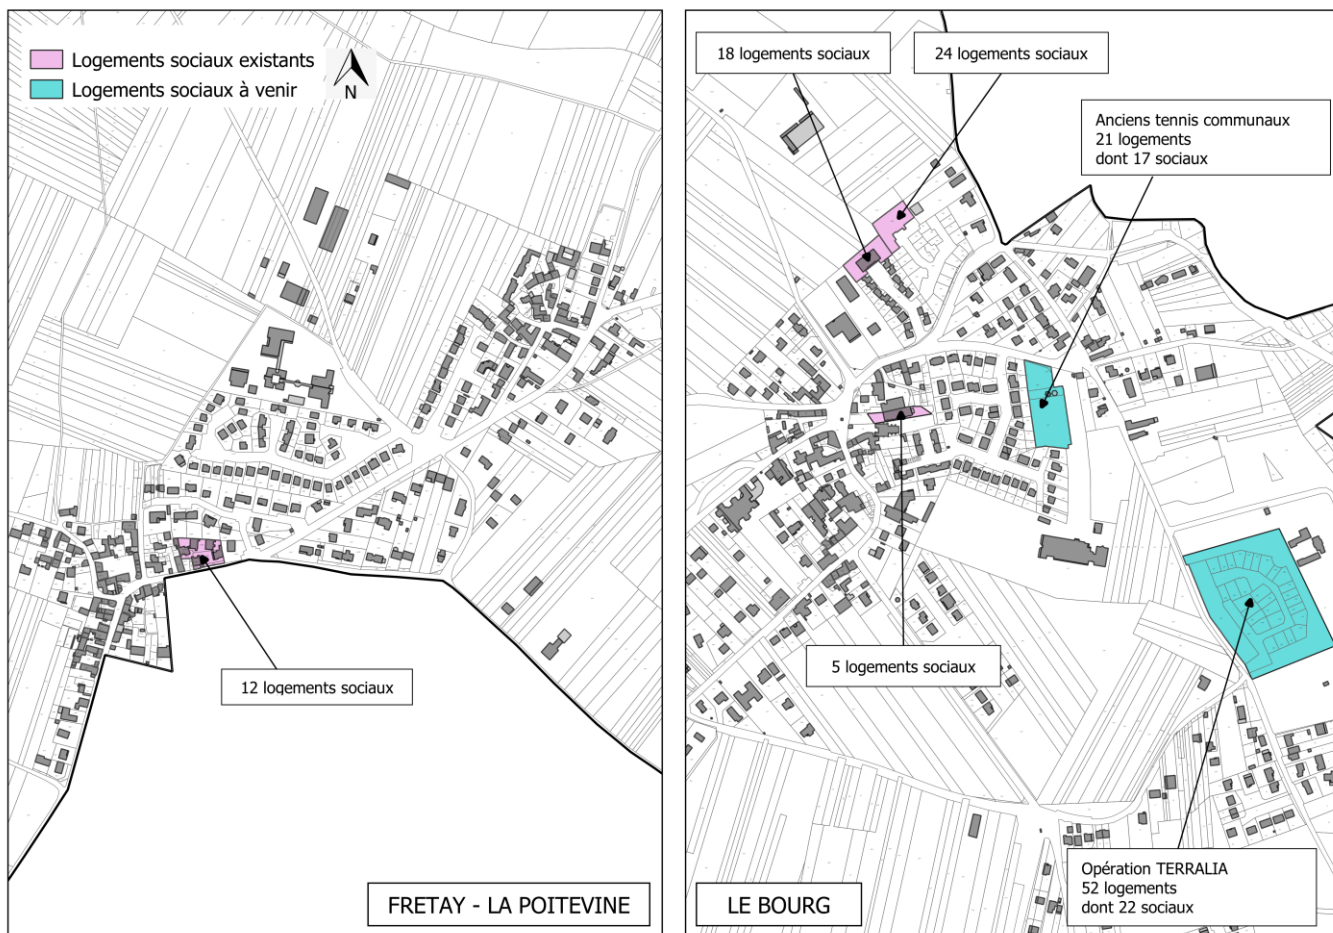 Logements sociaux existants
Logements sociaux à venir
N
12 logements sociaux
FRETAY - LA POITEVINE
18 logements sociaux
24 logements sociaux
Anciens tennis communaux
21 logements
dont 17 sociaux
5 logements sociaux
Opération TERRALIA
52 logements
dont 22 sociaux
LE BOURG